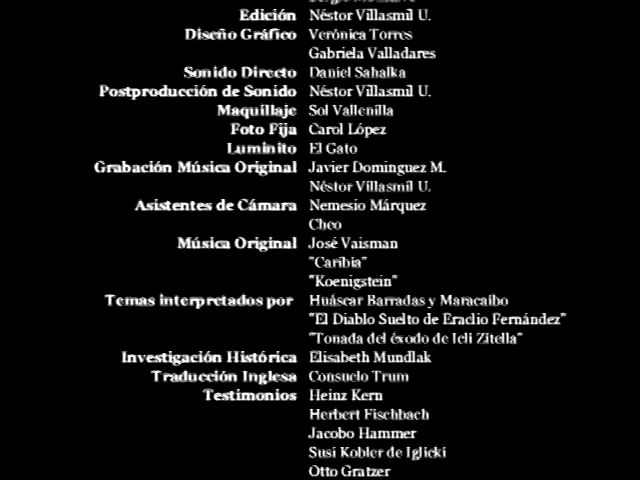 Edición Néstor Villasmil U.
Diseño Gráfico Verónica Torres
Gabriela Valladares
Sonido Directo Daniel Sahalka
Postproducción de Sonido Néstor Villasmil U.
Maquillaje Sol Vallenilla
Foto Fija Carol López
Luminito El Gato
Grabación Música Original Javier Dominguez M.
Néstor Villasmil U.
Asistentes de Cámara Nemesio Márquez
Cheo
Música Original José Vaisman
"Caribia"
"Koenigstein"
Temas interpretados por Huáscar Barradas y Maracaibo
"El Diablo Suelto de Eraclio Fernández"
"Tonada del éxodo de Icli Zitella"
Investigación Histórica Elisabeth Mundlak
Traducción Inglesa Consuelo Trum
Testimonios Heinz Kern
Herbert Fischbach
Jacobo Hammer
Susi Kobler de Iglicki
Otto Gratzer